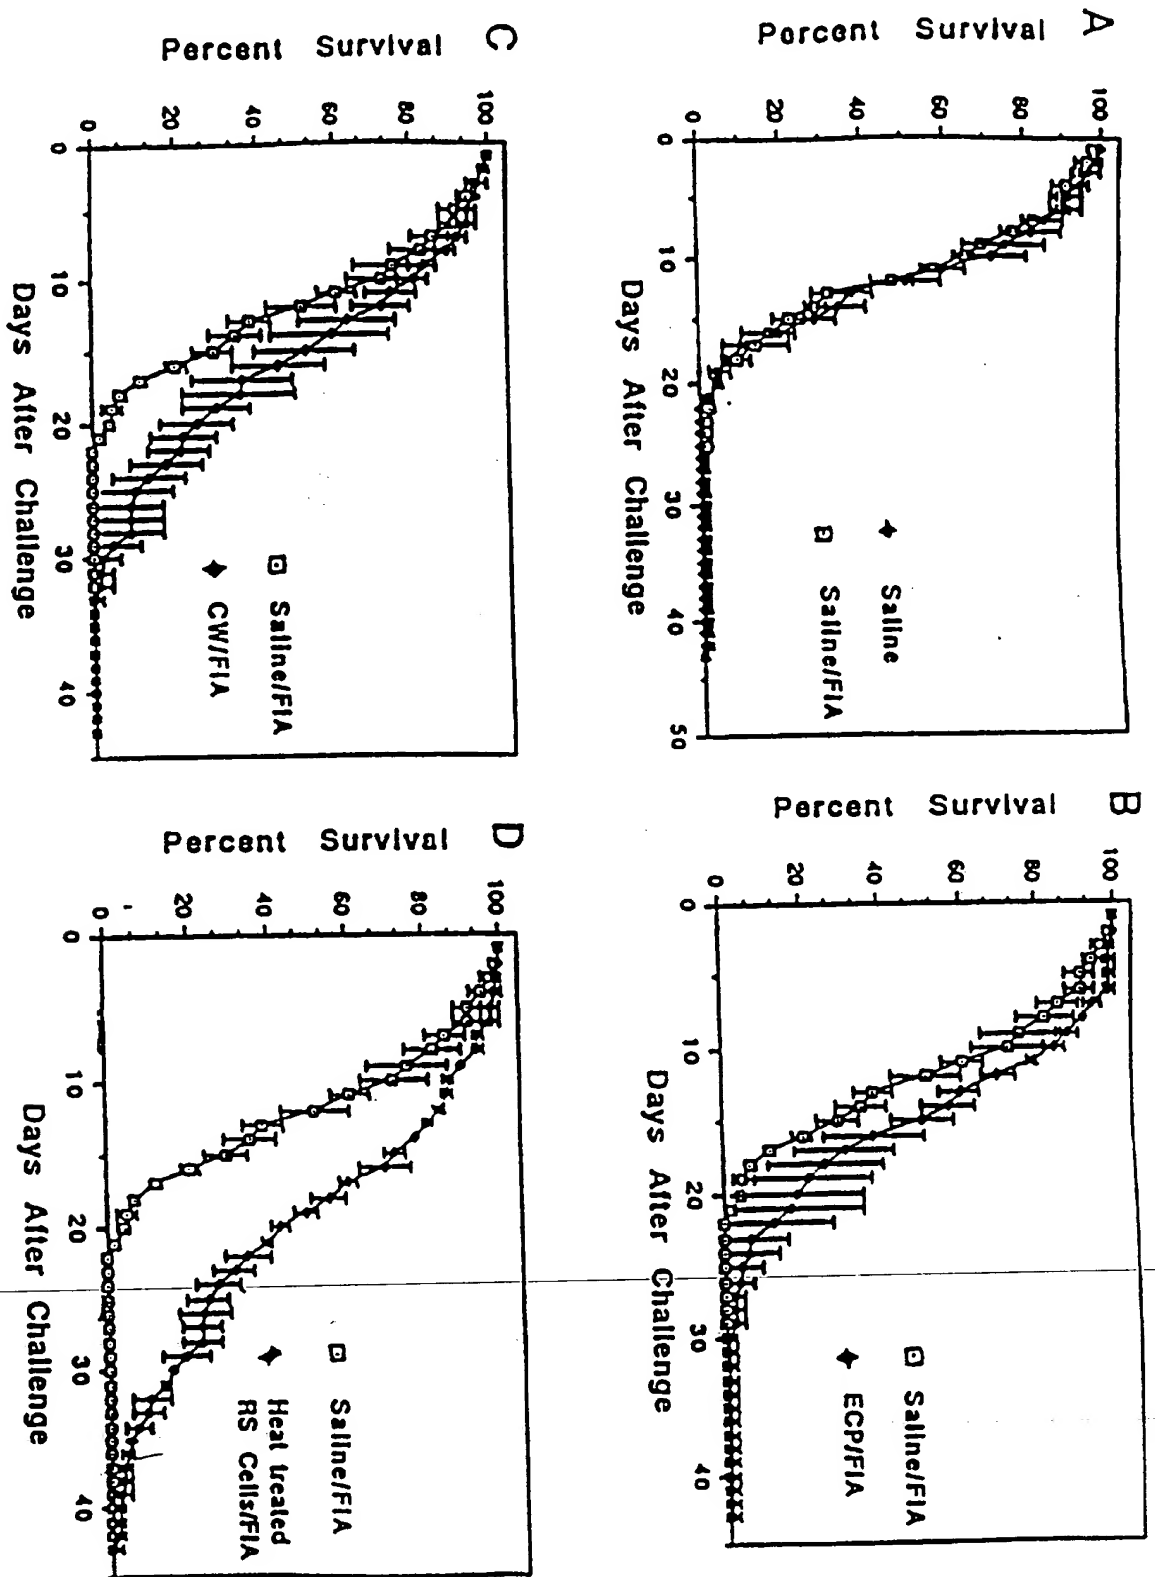 A
Percent Survival
100
80
60
40
20
0
0
10
20
30
40
50
Days After Challenge
Saline
Saline/FIA
B
Percent Survival
100
80
60
40
20
0
0
10
20
30
40
Days After Challenge
Saline/FIA
ECP/FIA
C
Percent Survival
100
80
60
40
20
0
0
10
20
30
40
Days After Challenge
Saline/FIA
CW/FIA
D
Percent Survival
100
80
60
40
20
0
0
10
20
30
40
Days After Challenge
Saline/FIA
Heat treated
RS Cells/FIA